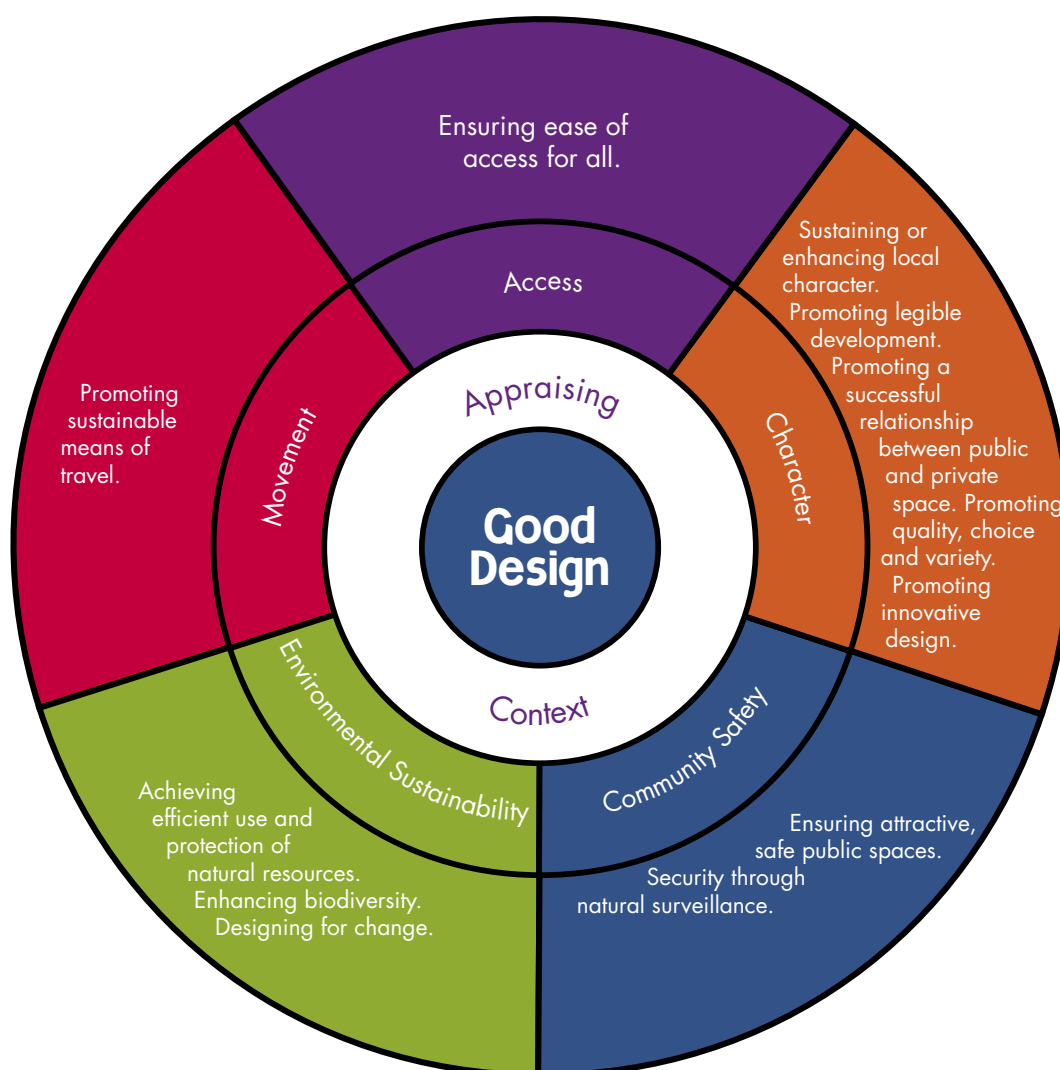 Ensuring ease of
access for all.
Access
Sustaining or
enhancing local
character.
Promoting legible
development.
Promoting a
successful
relationship
between public
and private
space. Promoting
quality, choice
and variety.
Promoting
innovative
design.
Character
Promoting
sustainable
means of
travel.
Movement
Appraising
Good
Design
Context
Environmental Sustainability
Achieving
efficient use and
protection of
natural resources.
Enhancing biodiversity.
Designing for change.
Community Safety
Ensuring attractive,
safe public spaces.
Security through
natural surveillance.